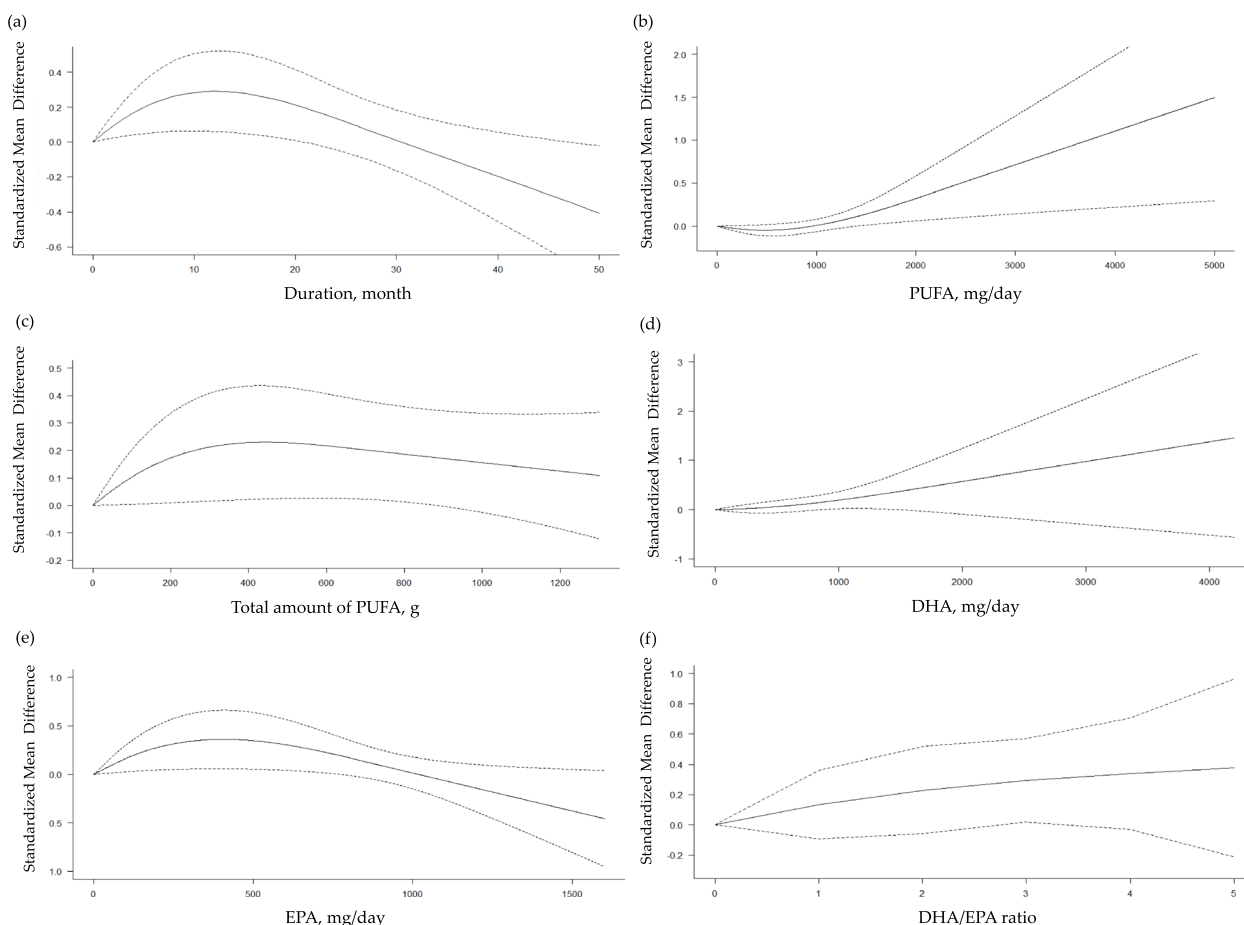 (a)
Standardized Mean Difference
0.4
0.2
0.0
-0.2
-0.4
-0.6
0 10 20 30 40 50
Duration, month
(b)
Standardized Mean Difference
2.0
1.5
1.0
0.5
0.0
0 1000 2000 3000 4000 5000
PUFA, mg/day
(c)
Standardized Mean Difference
0.5
0.4
0.3
0.2
0.1
0.0
-0.1
-0.2
0 200 400 600 800 1000 1200
Total amount of PUFA, g
(d)
Standardized Mean Difference
3
2
1
0
-1
0 1000 2000 3000 4000
DHA, mg/day
(e)
Standardized Mean Difference
1.0
0.5
0.0
0.5
1.0
0 500 1000 1500
EPA, mg/day
(f)
Standardized Mean Difference
1.0
0.8
0.6
0.4
0.2
0.0
-0.2
0 1 2 3 4 5
DHA/EPA ratio